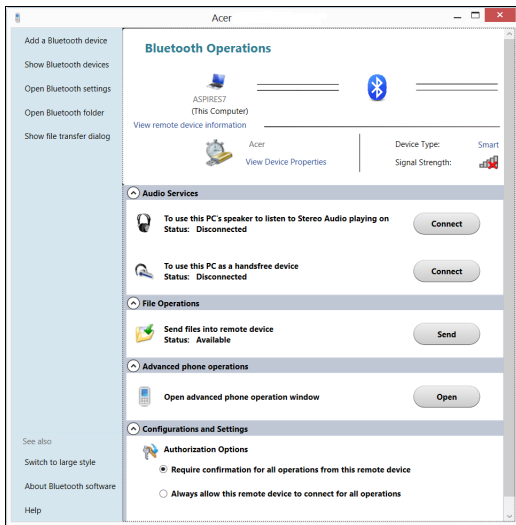 Acer
Add a Bluetooth device
Show Bluetooth devices
Open Bluetooth settings
Open Bluetooth folder
Show file transfer dialog
See also
Switch to large style
About Bluetooth software
Help
Bluetooth Operations
ASPIRES7
(This Computer)
View remote device information
Acer
View Device Properties
Device Type: Smart
Signal Strength:
Audio Services
To use this PC's speaker to listen to Stereo Audio playing on
Status: Disconnected
Connect
To use this PC as a handsfree device
Status: Disconnected
Connect
File Operations
Send files into remote device
Status: Available
Send
Advanced phone operations
Open advanced phone operation window
Open
Configurations and Settings
Authorization Options
Require confirmation for all operations from this remote device
Always allow this remote device to connect for all operations